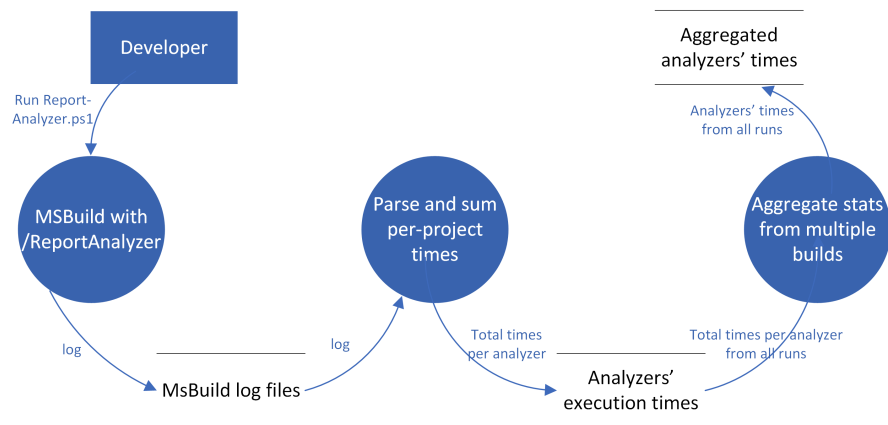 Developer
Run Report-
Analyzer.ps1
MSBuild with
/ReportAnalyzer
log
MsBuild log files
log
Parse and sum
per-project
times
Total times
per analyzer
Analyzers’
execution times
Total times per analyzer
from all runs
Aggregate stats
from multiple
builds
Analyzers’ times
from all runs
Aggregated
analyzers’ times